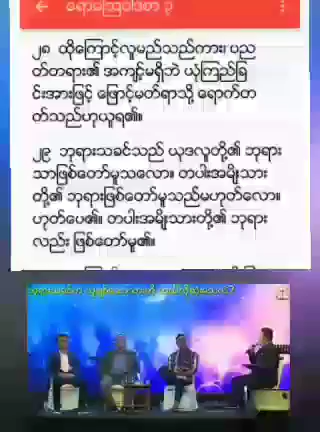 ရောမဩဝါဒစာ ၃
၂၈ ထိုကြောင့်လူမည်သည်ကား၊ ပည
တ်တရား၏ အကျင့်မရှိဘဲ ယုံကြည်ခြ
င်းအားဖြင့် ဖြောင့်မတ်ရာသို့ ရောက်တ
တ်သည်ဟုယူရ၏။
၂၉ ဘုရားသခင်သည် ယုဒလူတို့၏ ဘုရား
သာဖြစ်တော်မူသလော။ တပါးအမျိုးသား
တို့၏ ဘုရားဖြစ်တော်မူသည်မဟုတ်လော။
ဟုတ်ပေ၏။ တပါးအမျိုးသားတို့၏ ဘုရား
လည်း ဖြစ်တော်မူ၏။